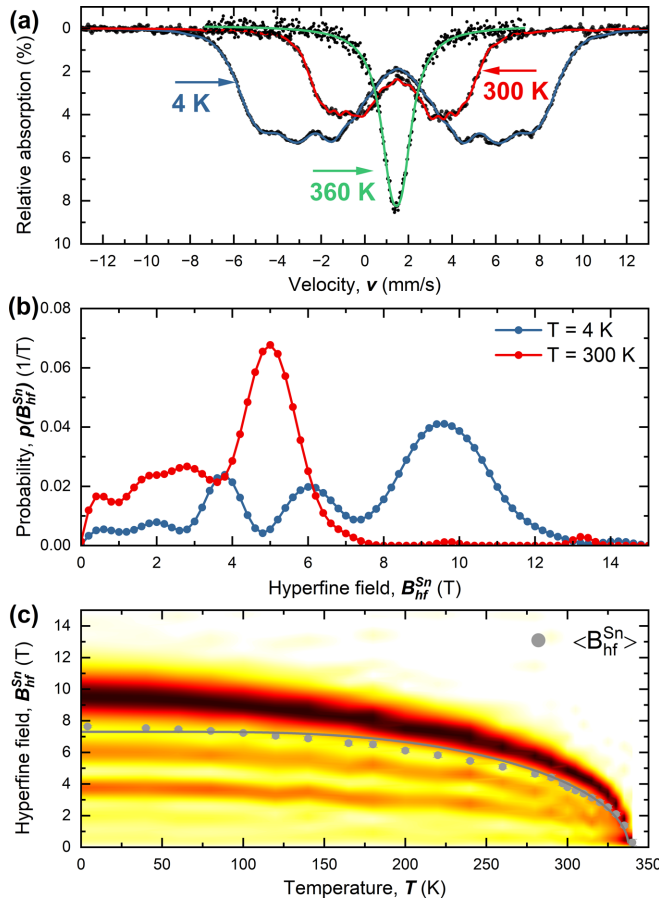 (a)
0
2
4
6
8
10
Relative absorption (%)
4 K
300 K
360 K
−12 −10 −8 −6 −4 −2 0 2 4 6 8 10 12
Velocity, v (mm/s)
(b)
0.08
0.06
0.04
0.02
0.00
Probability, p(B_hf^Sn) (1/T)
T = 4 K
T = 300 K
0 2 4 6 8 10 12 14
Hyperfine field, B_hf^Sn (T)
(c)
14
12
10
8
6
4
2
0
Hyperfine field, B_hf^Sn (T)
<B_hf^Sn>
0 50 100 150 200 250 300 350
Temperature, T (K)